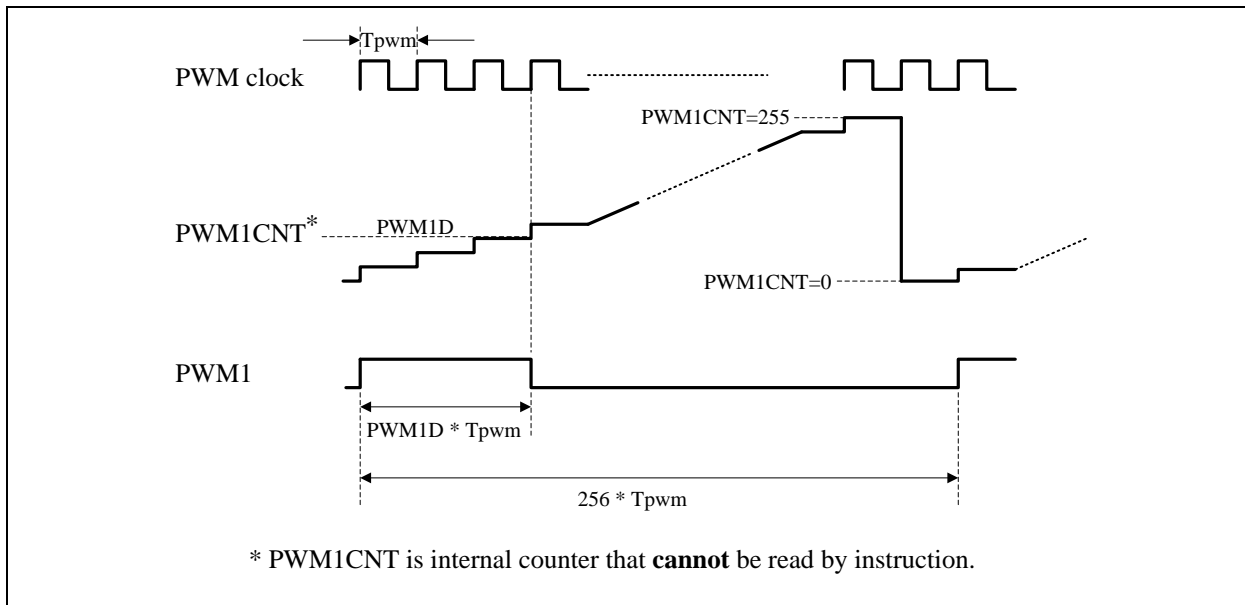 Tpwm
PWM clock
PWM1CNT=255
PWM1CNT*
PWM1D
PWM1CNT=0
PWM1
PWM1D * Tpwm
256 * Tpwm
* PWM1CNT is internal counter that cannot be read by instruction.